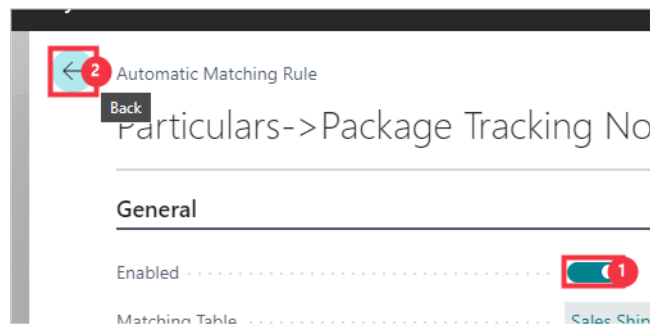 2
Automatic Matching Rule
Back
Particulars->Package Tracking No
General
Enabled
1
Matching Table
Sales Ship